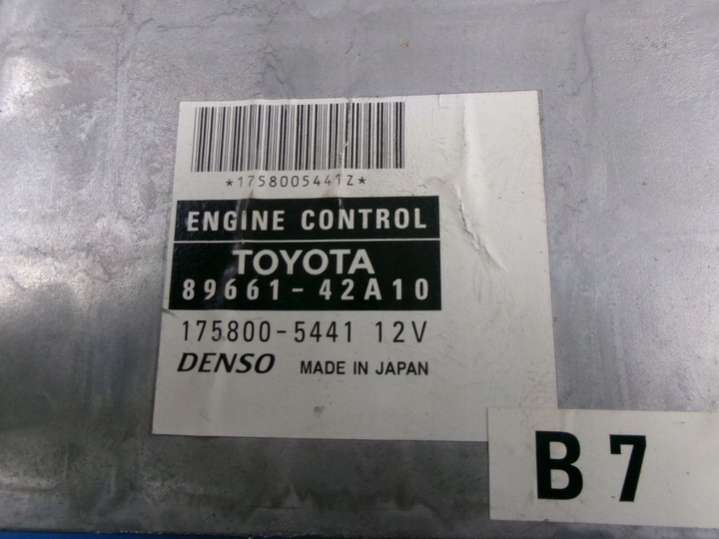 *1758005441Z*
ENGINE CONTROL
TOYOTA
89661-42A10
175800-5441 12V
DENSO MADE IN JAPAN
B7